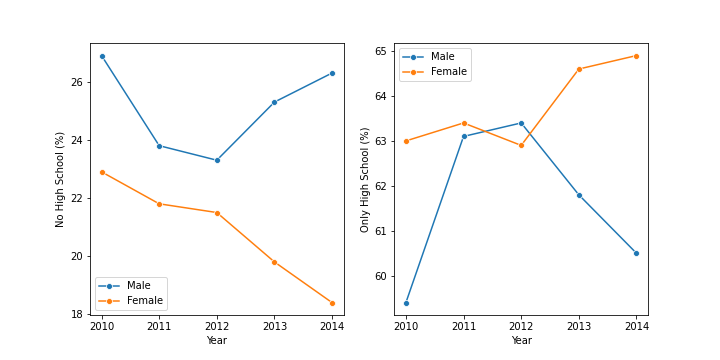 No High School (%)
26
24
22
20
18
Male
Female
2010 2011 2012 2013 2014
Year
Only High School (%)
65
64
63
62
61
60
Male
Female
2010 2011 2012 2013 2014
Year